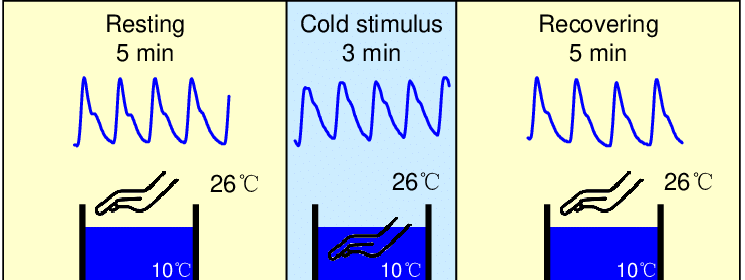 Resting
5 min
26℃
10℃
Cold stimulus
3 min
26℃
10℃
Recovering
5 min
26℃
10℃